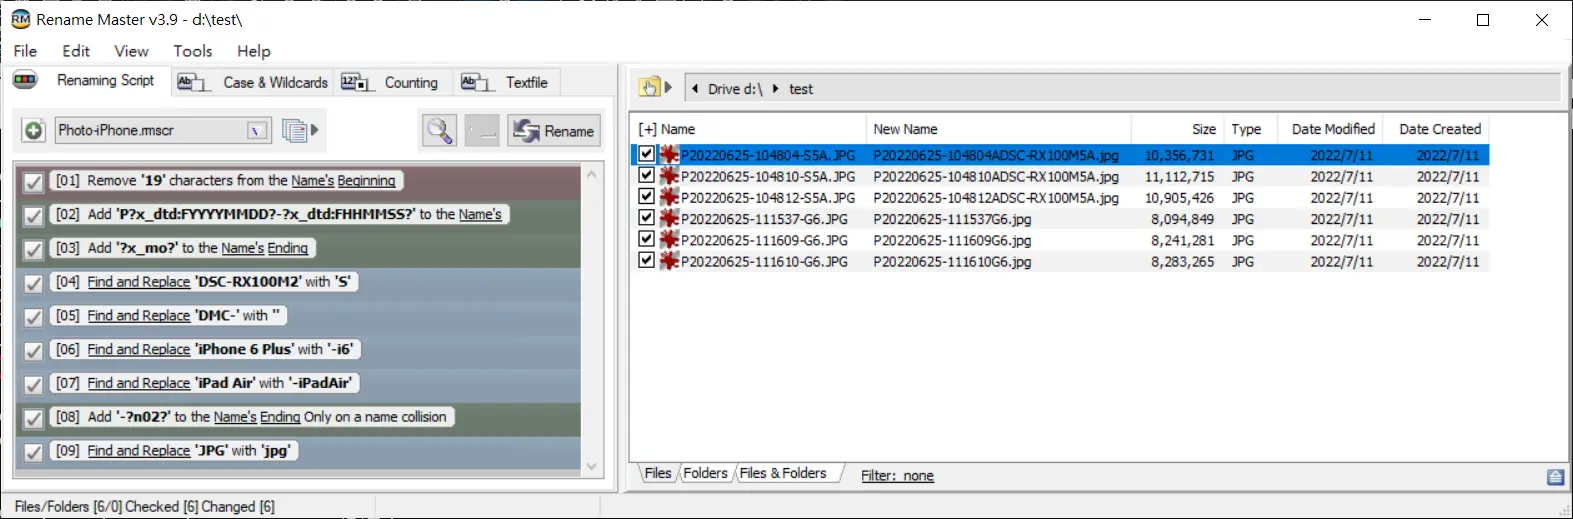 RM Rename Master v3.9 - d:\test\
File Edit View Tools Help
Renaming Script Case & Wildcards Counting Textfile
Photo-iPhone.mscr
Rename
[01] Remove '19' characters from the Name's Beginning
[02] Add 'P?x_dtd:FYYYYMMDD?-?x_dtd:FHHMMSS?' to the Name's
[03] Add '?x_mo?' to the Name's Ending
[04] Find and Replace 'DSC-RX100M2' with 'S'
[05] Find and Replace 'DMC-' with ''
[06] Find and Replace 'iPhone 6 Plus' with '-i6'
[07] Find and Replace 'iPad Air' with '-iPadAir'
[08] Add '-?n02?' to the Name's Ending Only on a name collision
[09] Find and Replace 'JPG' with 'jpg'
Drive d:\ test
[+] Name New Name Size Type Date Modified Date Created
P20220625-104804-S5A.JPG P20220625-104804ADSC-RX100M5A.jpg 10,356,731 JPG 2022/7/11 2022/7/11
P20220625-104810-S5A.JPG P20220625-104810ADSC-RX100M5A.jpg 11,112,715 JPG 2022/7/11 2022/7/11
P20220625-104812-S5A.JPG P20220625-104812ADSC-RX100M5A.jpg 10,905,426 JPG 2022/7/11 2022/7/11
P20220625-111537-G6.JPG P20220625-111537G6.jpg 8,094,849 JPG 2022/7/11 2022/7/11
P20220625-111609-G6.JPG P20220625-111609G6.jpg 8,241,281 JPG 2022/7/11 2022/7/11
P20220625-111610-G6.JPG P20220625-111610G6.jpg 8,283,265 JPG 2022/7/11 2022/7/11
Files Folders Files & Folders Filter: none
Files/Folders [6/0] Checked [6] Changed [6]